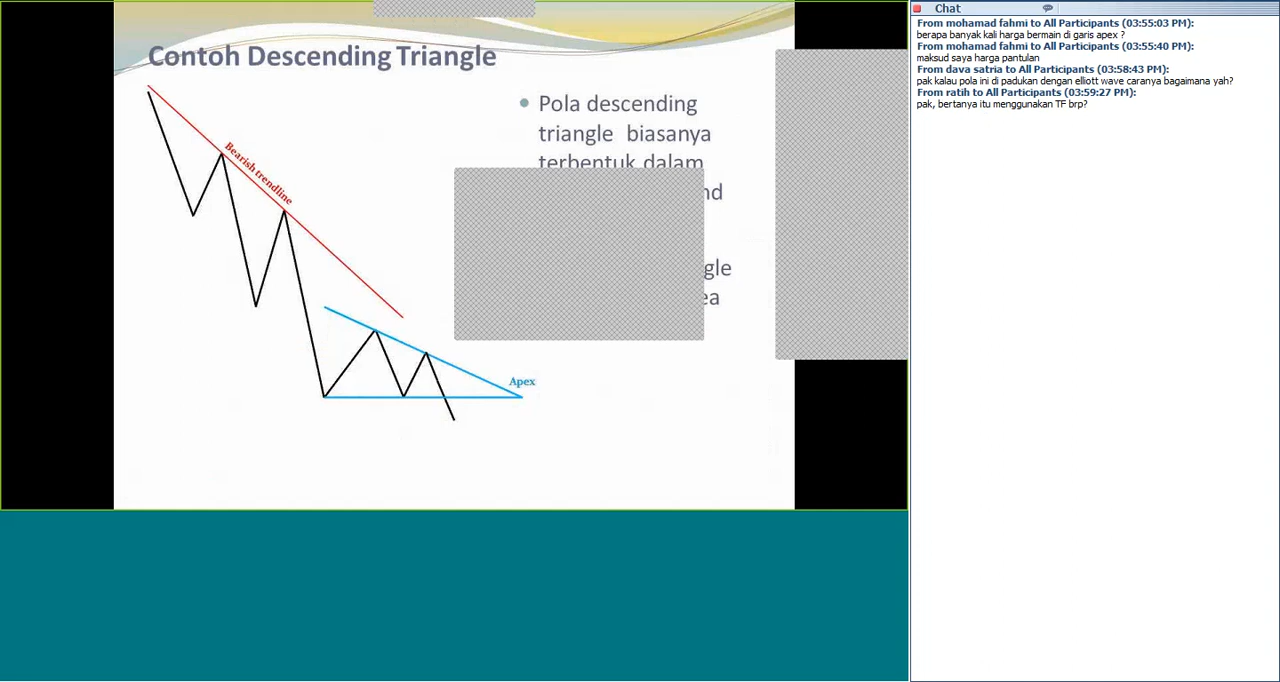 Contoh Descending Triangle
Bearish trendline
Apex
Pola descending
triangle biasanya
terbentuk dalam
Chat
From mohamad fahmi to All Participants (03:55:03 PM):
berapa banyak kali harga bermain di garis apex ?
From mohamad fahmi to All Participants (03:55:40 PM):
maksud saya harga pantulan
From dava satria to All Participants (03:58:43 PM):
pak kalau pola ini di padukan dengan elliott wave caranya bagaimana yah?
From ratih to All Participants (03:59:27 PM):
pak, bertanya itu menggunakan TF brp?